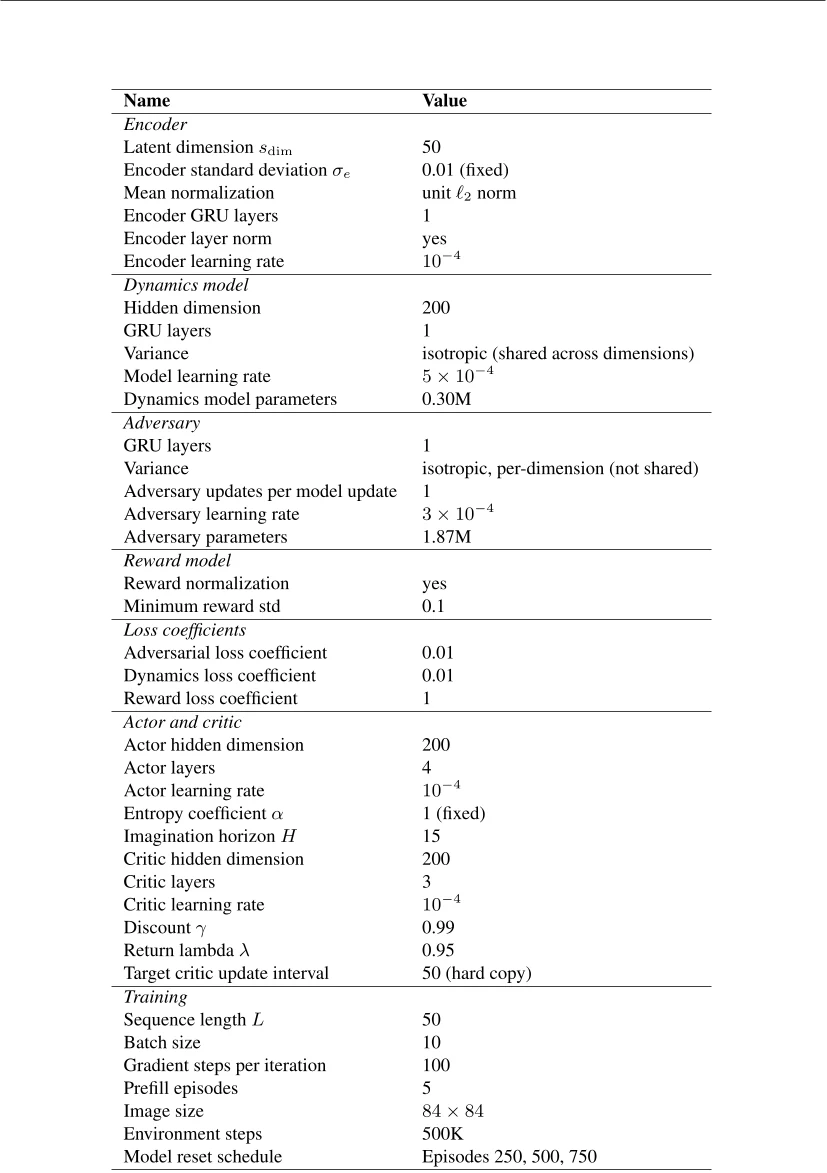 Name Value
Encoder
Latent dimension s_dim 50
Encoder standard deviation σ_e 0.01 (fixed)
Mean normalization unit ℓ₂ norm
Encoder GRU layers 1
Encoder layer norm yes
Encoder learning rate 10⁻⁴
Dynamics model
Hidden dimension 200
GRU layers 1
Variance isotropic (shared across dimensions)
Model learning rate 5 × 10⁻⁴
Dynamics model parameters 0.30M
Adversary
GRU layers 1
Variance isotropic, per-dimension (not shared)
Adversary updates per model update 1
Adversary learning rate 3 × 10⁻⁴
Adversary parameters 1.87M
Reward model
Reward normalization yes
Minimum reward std 0.1
Loss coefficients
Adversarial loss coefficient 0.01
Dynamics loss coefficient 0.01
Reward loss coefficient 1
Actor and critic
Actor hidden dimension 200
Actor layers 4
Actor learning rate 10⁻⁴
Entropy coefficient α 1 (fixed)
Imagination horizon H 15
Critic hidden dimension 200
Critic layers 3
Critic learning rate 10⁻⁴
Discount γ 0.99
Return lambda λ 0.95
Target critic update interval 50 (hard copy)
Training
Sequence length L 50
Batch size 10
Gradient steps per iteration 100
Prefill episodes 5
Image size 84 × 84
Environment steps 500K
Model reset schedule Episodes 250, 500, 750